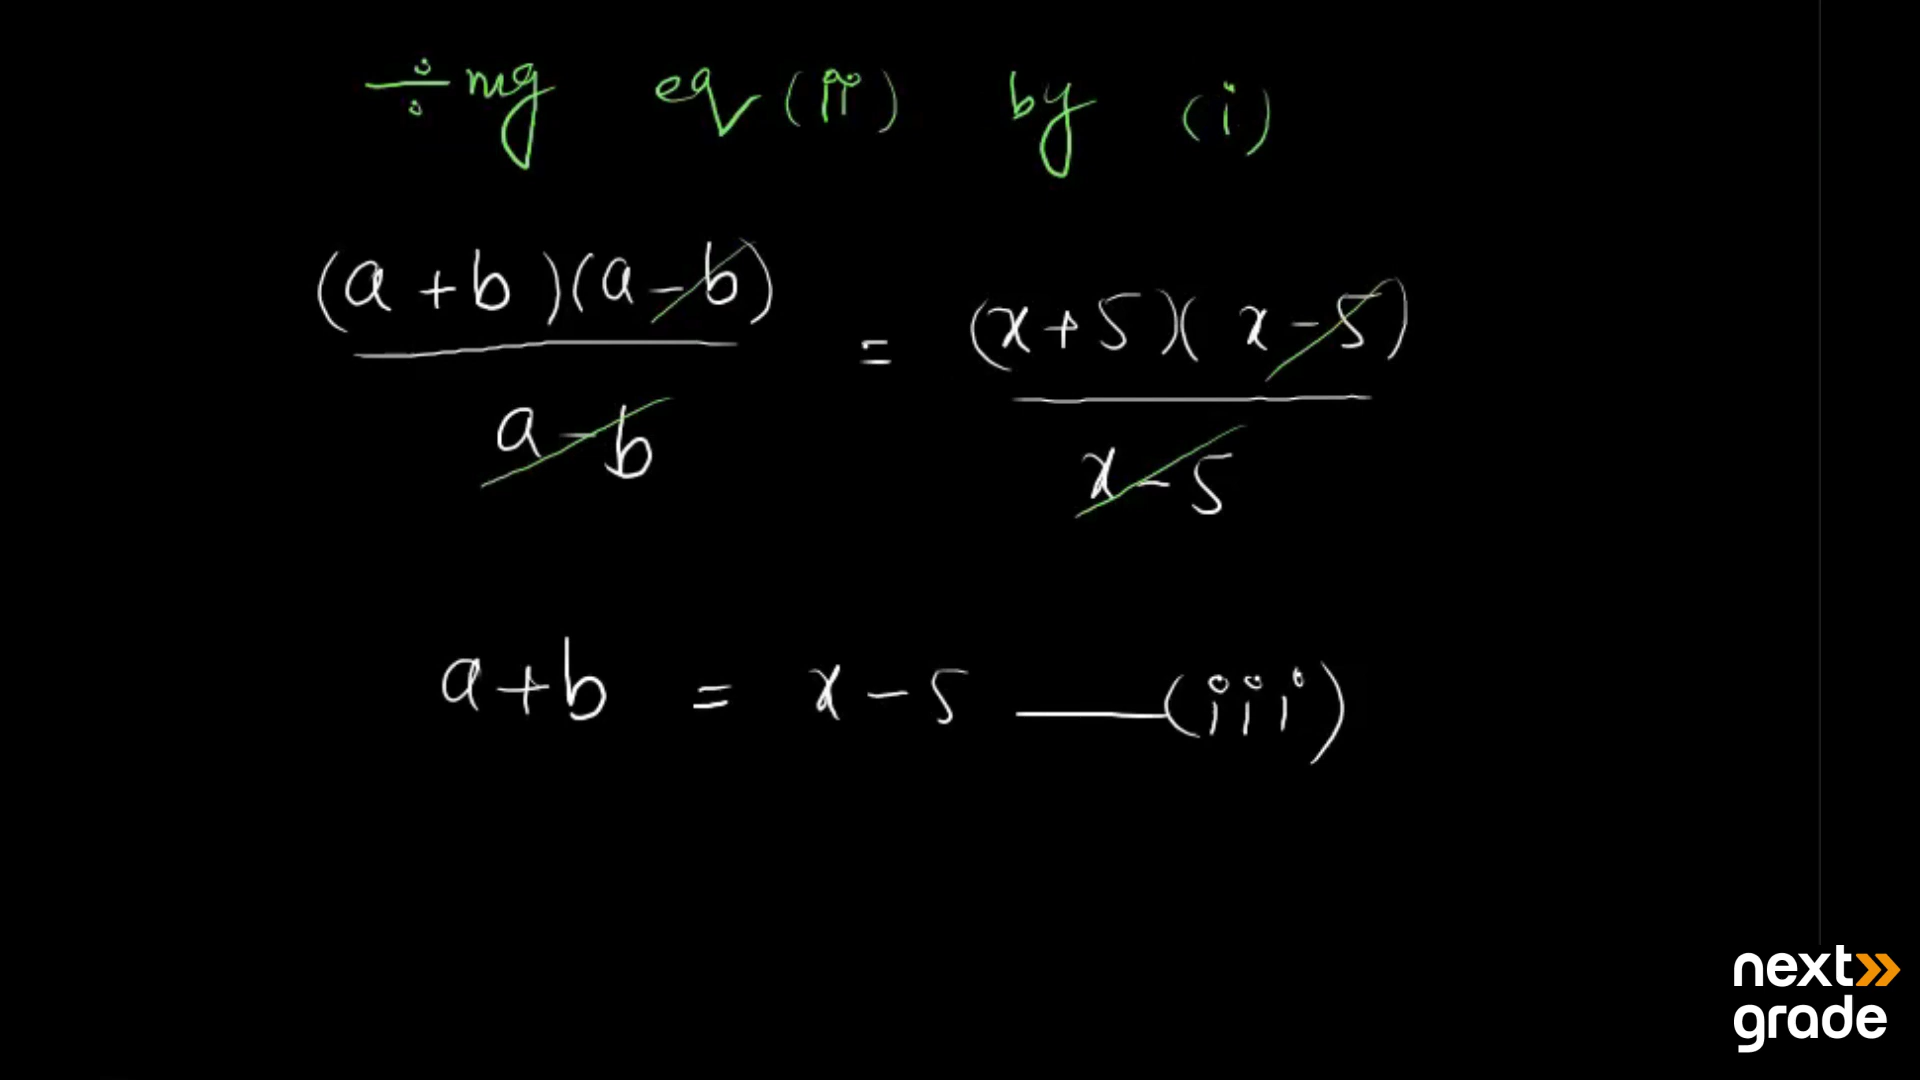 ÷ing eq (ii) by (i)
(a+b)(a-b) / a-b = (x+5)(x-5) / x-5
a+b = x-5 —(iii)
next
grade